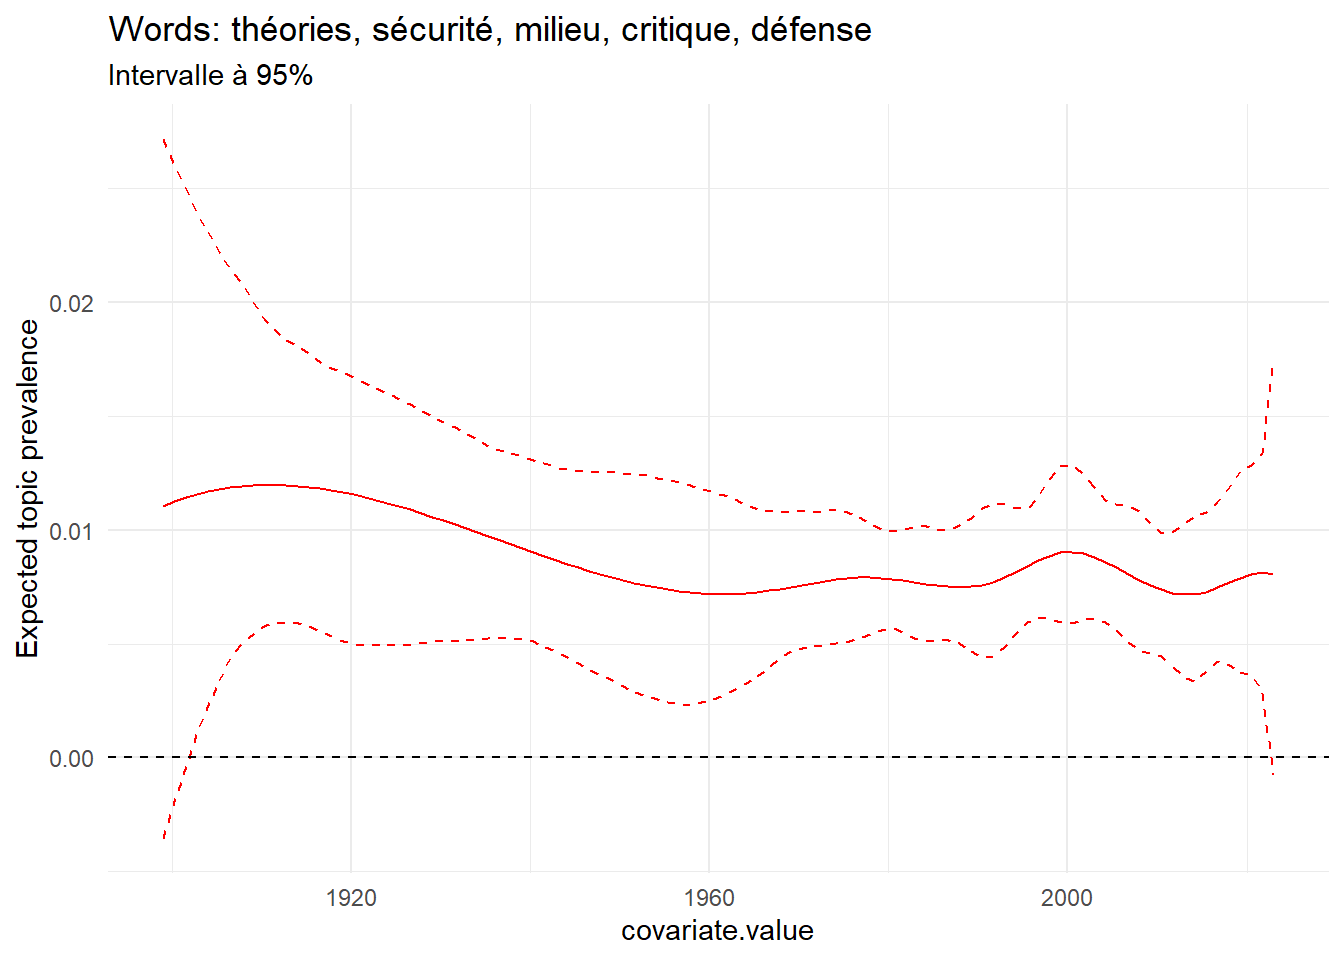 Words: théories, sécurité, milieu, critique, défense
Intervalle à 95%
Expected topic prevalence
0.02
0.01
0.00
1920
1960
2000
covariate.value